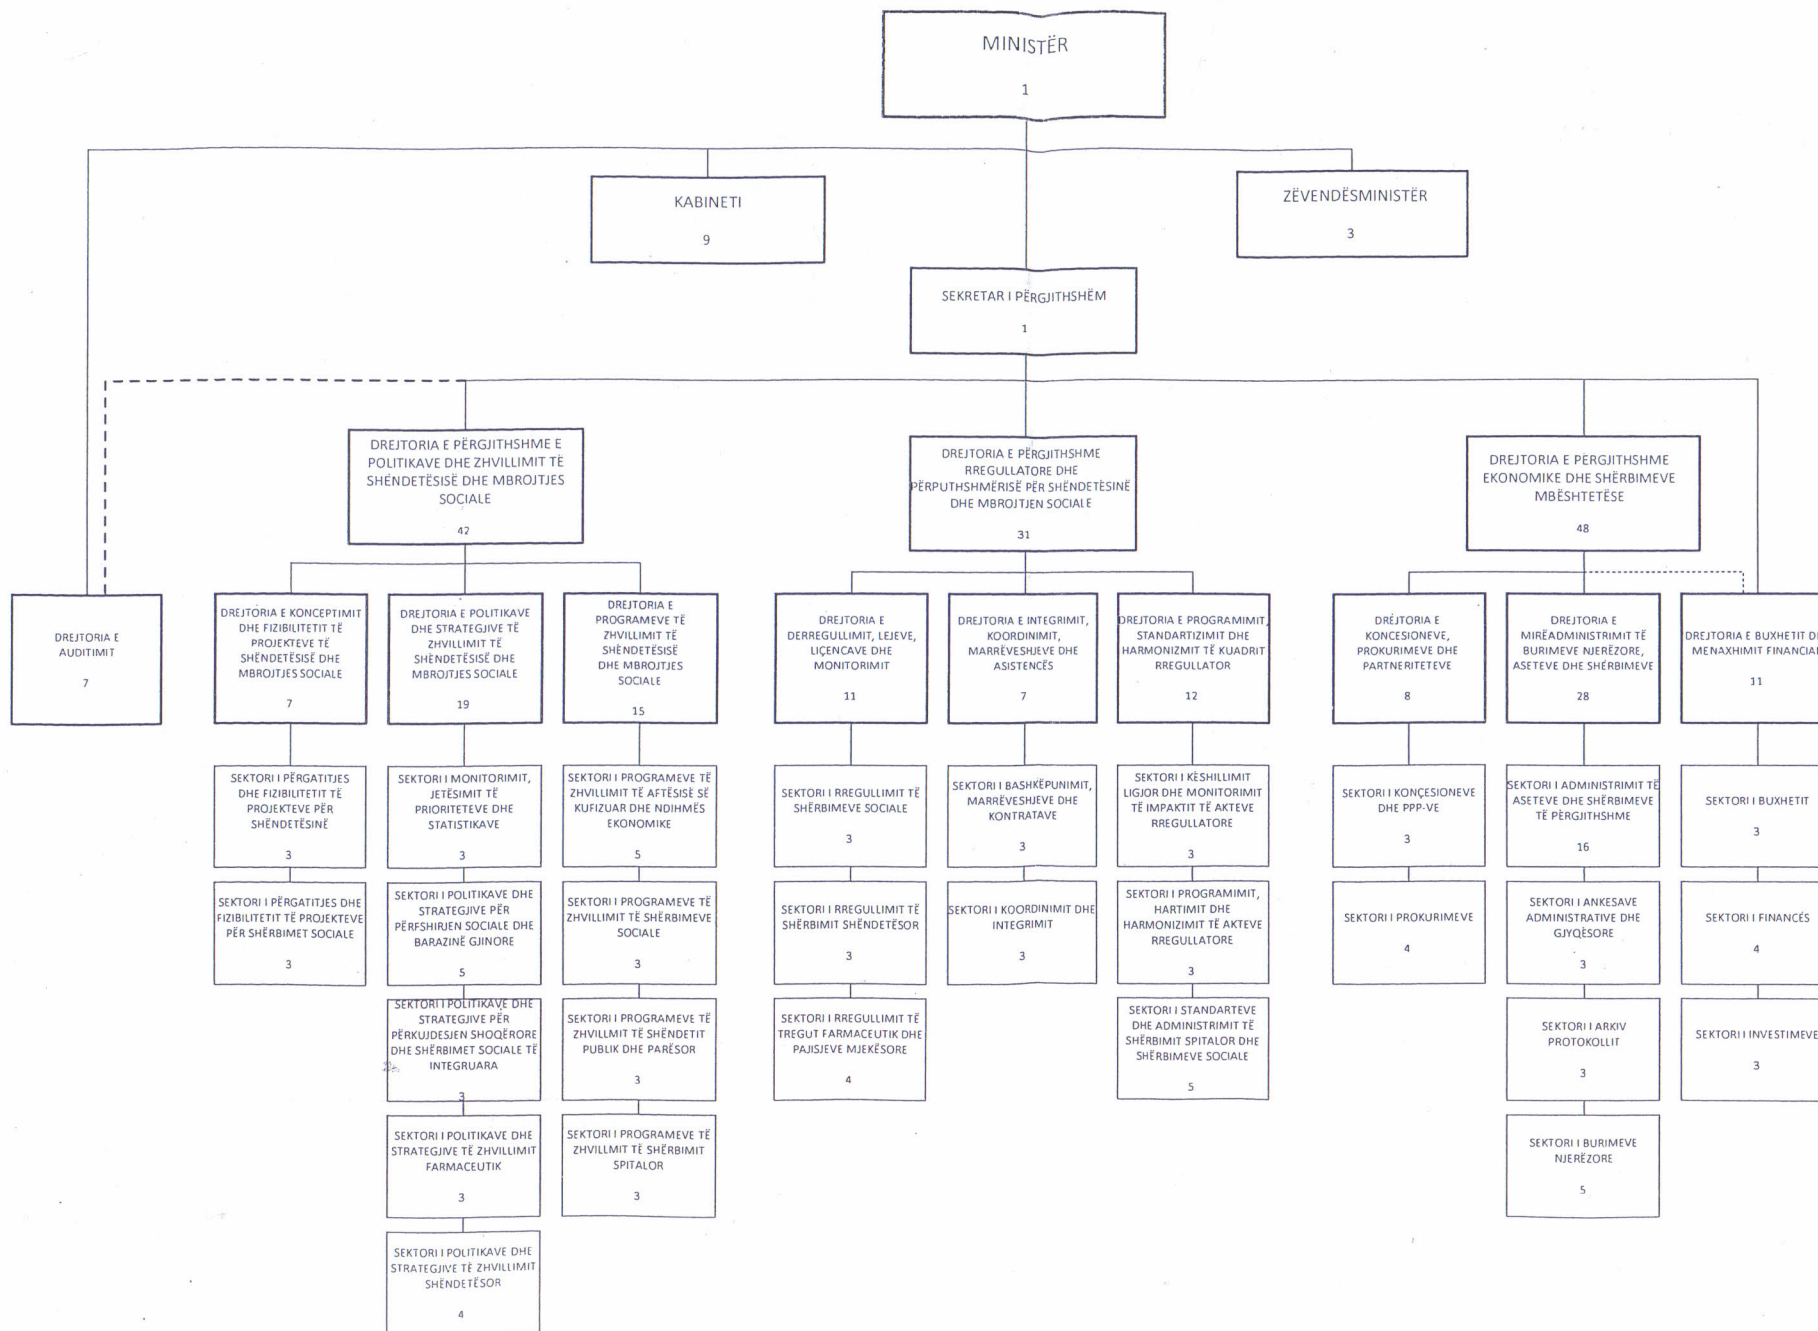 MINISTËR
1
KABINETI
9
ZËVENDËSMINISTËR
3
SEKRETAR I PËRGJITHSHËM
1
DREJTORIA E PËRGJITHSHME E
POLITIKAVE DHE ZHVILLIMIT TË
SHËNDETËSISË DHE MBROJTJES
SOCIALE
42
DREJTORIA E PËRGJITHSHME
RREGULLATORE DHE
PËRPUTHSHMËRISË PËR SHËNDETËSINË
DHE MBROJTJEN SOCIALE
31
DREJTORIA E PËRGJITHSHME
EKONOMIKE DHE SHËRBIMEVE
MBËSHTETËSE
48
DREJTORIA E
AUDITIMIT
7
DREJTORIA E KONCEPTIMIT
DHE FIZIBILITETIT TË
PROJEKTEVE TË
SHËNDETËSISË DHE
MBROJTJES SOCIALE
7
DREJTORIA E POLITIKAVE
DHE STRATEGJIVE TË
ZHVILLIMIT TË
SHËNDETËSISË DHE
MBROJTJES SOCIALE
19
DREJTORIA E
PROGRAMEVE TË
ZHVILLIMIT TË
SHËNDETËSISË
DHE MBROJTJES
SOCIALE
15
DREJTORIA E
DERREGULLIMIT, LEJEVE,
LIÇENCAVE DHE
MONITORIMIT
11
DREJTORIA E INTEGRIMIT,
KOORDINIMIT,
MARRËVESHJEVE DHE
ASISTENCËS
7
DREJTORIA E PROGRAMIMIT,
STANDARTIZIMIT DHE
HARMONIZMIT TË KUADRIT
RREGULLATOR
12
DREJTORIA E
KONCESIONEVE,
PROKURIMEVE DHE
PARTNERITETEVE
8
DREJTORIA E
MIRËADMINISTRIMIT TË
BURIMEVE NJERËZORE,
ASETEVE DHE SHËRBIMEVE
28
DREJTORIA E BUXHETIT DH
MENAXHIMIT FINANCIAR
11
SEKTORI I PËRGATITJES
DHE FIZIBILITETIT TË
PROJEKTEVE PËR
SHËNDETËSINË
3
SEKTORI I MONITORIMIT,
JETËSIMIT TË
PRIORITETEVE DHE
STATISTIKAVE
3
SEKTORI I PROGRAMEVE TË
ZHVILLIMIT TË AFTËSISË SË
KUFIZUAR DHE NDIHMËS
EKONOMIKE
5
SEKTORI I RREGULLIMIT TË
SHËRBIMEVE SOCIALE
3
SEKTORI I BASHKËPUNIMIT,
MARRËVESHJEVE DHE
KONTRATAVE
3
SEKTORI I KËSHILLIMIT
LIGJOR DHE MONITORIMIT
TË IMPAKTIT TË AKTEVE
RREGULLATORE
3
SEKTORI I KONÇESIONEVE
DHE PPP-VE
3
SEKTORI I ADMINISTRIMIT TË
ASETEVE DHE SHËRBIMEVE
TË PËRGJITHSHME
16
SEKTORI I BUXHETIT
3
SEKTORI I PËRGATITJES DHE
FIZIBILITETIT TË PROJEKTEVE
PËR SHËRBIMET SOCIALE
3
SEKTORI I POLITIKAVE DHE
STRATEGJIVE PËR
PËRFSHIRJEN SOCIALE DHE
BARAZINË GJINORE
5
SEKTORI I PROGRAMEVE TË
ZHVILLIMIT TË SHËRBIMEVE
SOCIALE
3
SEKTORI I RREGULLIMIT TË
SHËRBIMIT SHËNDETËSOR
3
SEKTORI I KOORDINIMIT DHE
INTEGRIMIT
3
SEKTORI I PROGRAMIMIT,
HARTIMIT DHE
HARMONIZIMIT TË AKTEVE
RREGULLATORE
3
SEKTORI I PROKURIMEVE
4
SEKTORI I ANKESAVE
ADMINISTRATIVE DHE
GJYQËSORE
3
SEKTORI I FINANCËS
4
SEKTORI I POLITIKAVE DHE
STRATEGJIVE PËR
PËRKUJDESJEN SHOQËRORE
DHE SHËRBIMET SOCIALE TË
INTEGRUARA
3
SEKTORI I PROGRAMEVE TË
ZHVILLMIT TË SHËNDETIT
PUBLIK DHE PARËSOR
3
SEKTORI I RREGULLIMIT TË
TREGUT FARMACEUTIK DHE
PAJISJEVE MJEKËSORE
4
SEKTORI I STANDARTEVE
DHE ADMINISTRIMIT TË
SHËRBIMIT SPITALOR DHE
SHËRBIMEVE SOCIALE
5
SEKTORI I ARKIV
PROTOKOLLIT
3
SEKTORI I INVESTIMEVE
3
SEKTORI I POLITIKAVE DHE
STRATEGJIVE TË ZHVILLIMIT
FARMACEUTIK
3
SEKTORI I PROGRAMEVE TË
ZHVILLMIT TË SHËRBIMIT
SPITALOR
3
SEKTORI I BURIMEVE
NJERËZORE
5
SEKTORI I POLITIKAVE DHE
STRATEGJIVE TË ZHVILLIMIT
SHËNDETËSOR
4